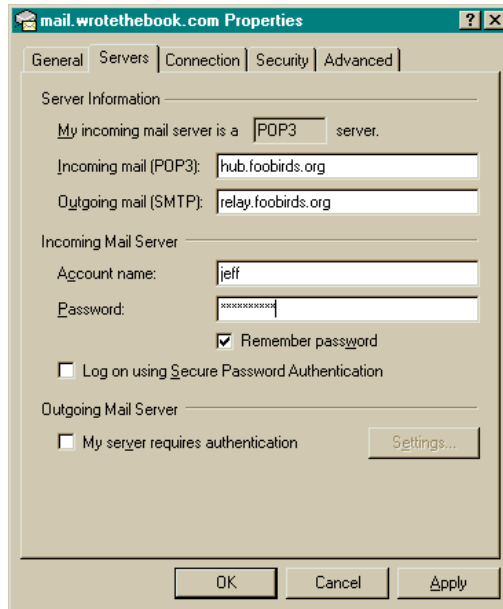 mail.wrotethebook.com Properties
General Servers Connection Security Advanced
Server Information
My incoming mail server is a POP3 server.
Incoming mail (POP3): hub.foobirds.org
Outgoing mail (SMTP): relay.foobirds.org
Incoming Mail Server
Account name: jeff
Password: **********
Remember password
Log on using Secure Password Authentication
Outgoing Mail Server
My server requires authentication Settings...
OK Cancel Apply